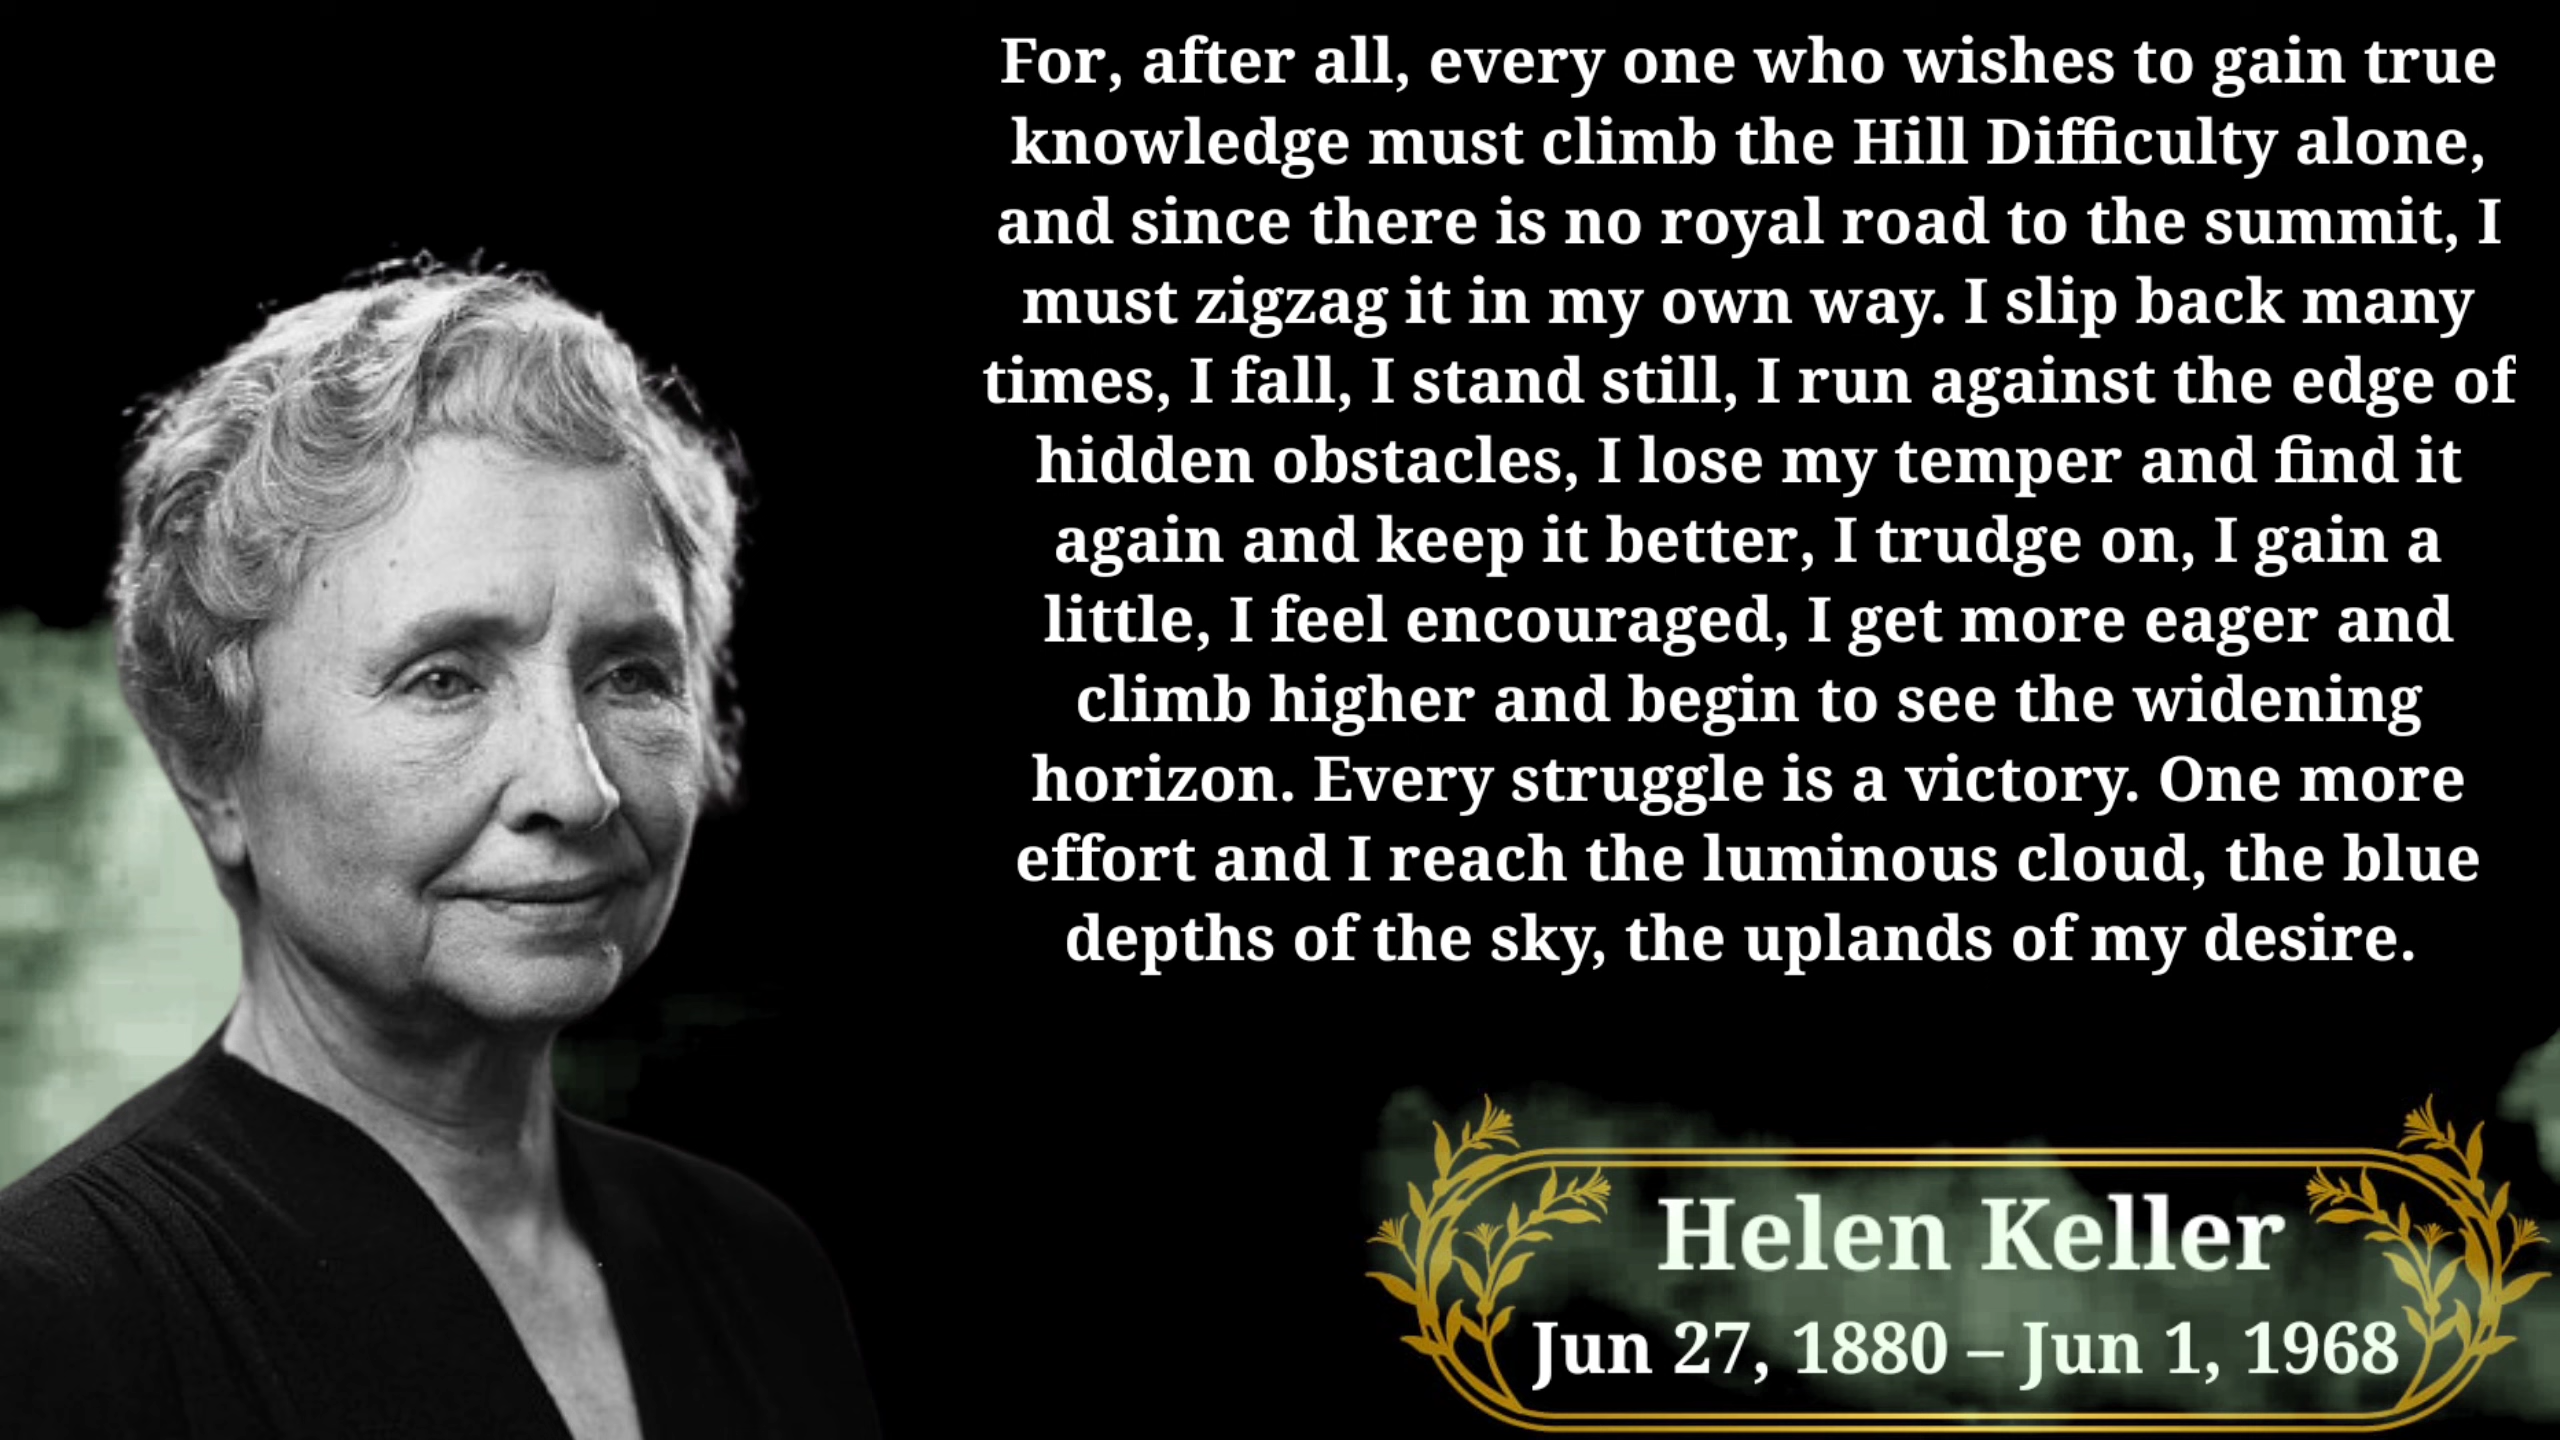 For, after all, every one who wishes to gain true
knowledge must climb the Hill Difficulty alone,
and since there is no royal road to the summit, I
must zigzag it in my own way. I slip back many
times, I fall, I stand still, I run against the edge of
hidden obstacles, I lose my temper and find it
again and keep it better, I trudge on, I gain a
little, I feel encouraged, I get more eager and
climb higher and begin to see the widening
horizon. Every struggle is a victory. One more
effort and I reach the luminous cloud, the blue
depths of the sky, the uplands of my desire.
Helen Keller
Jun 27, 1880 – Jun 1, 1968